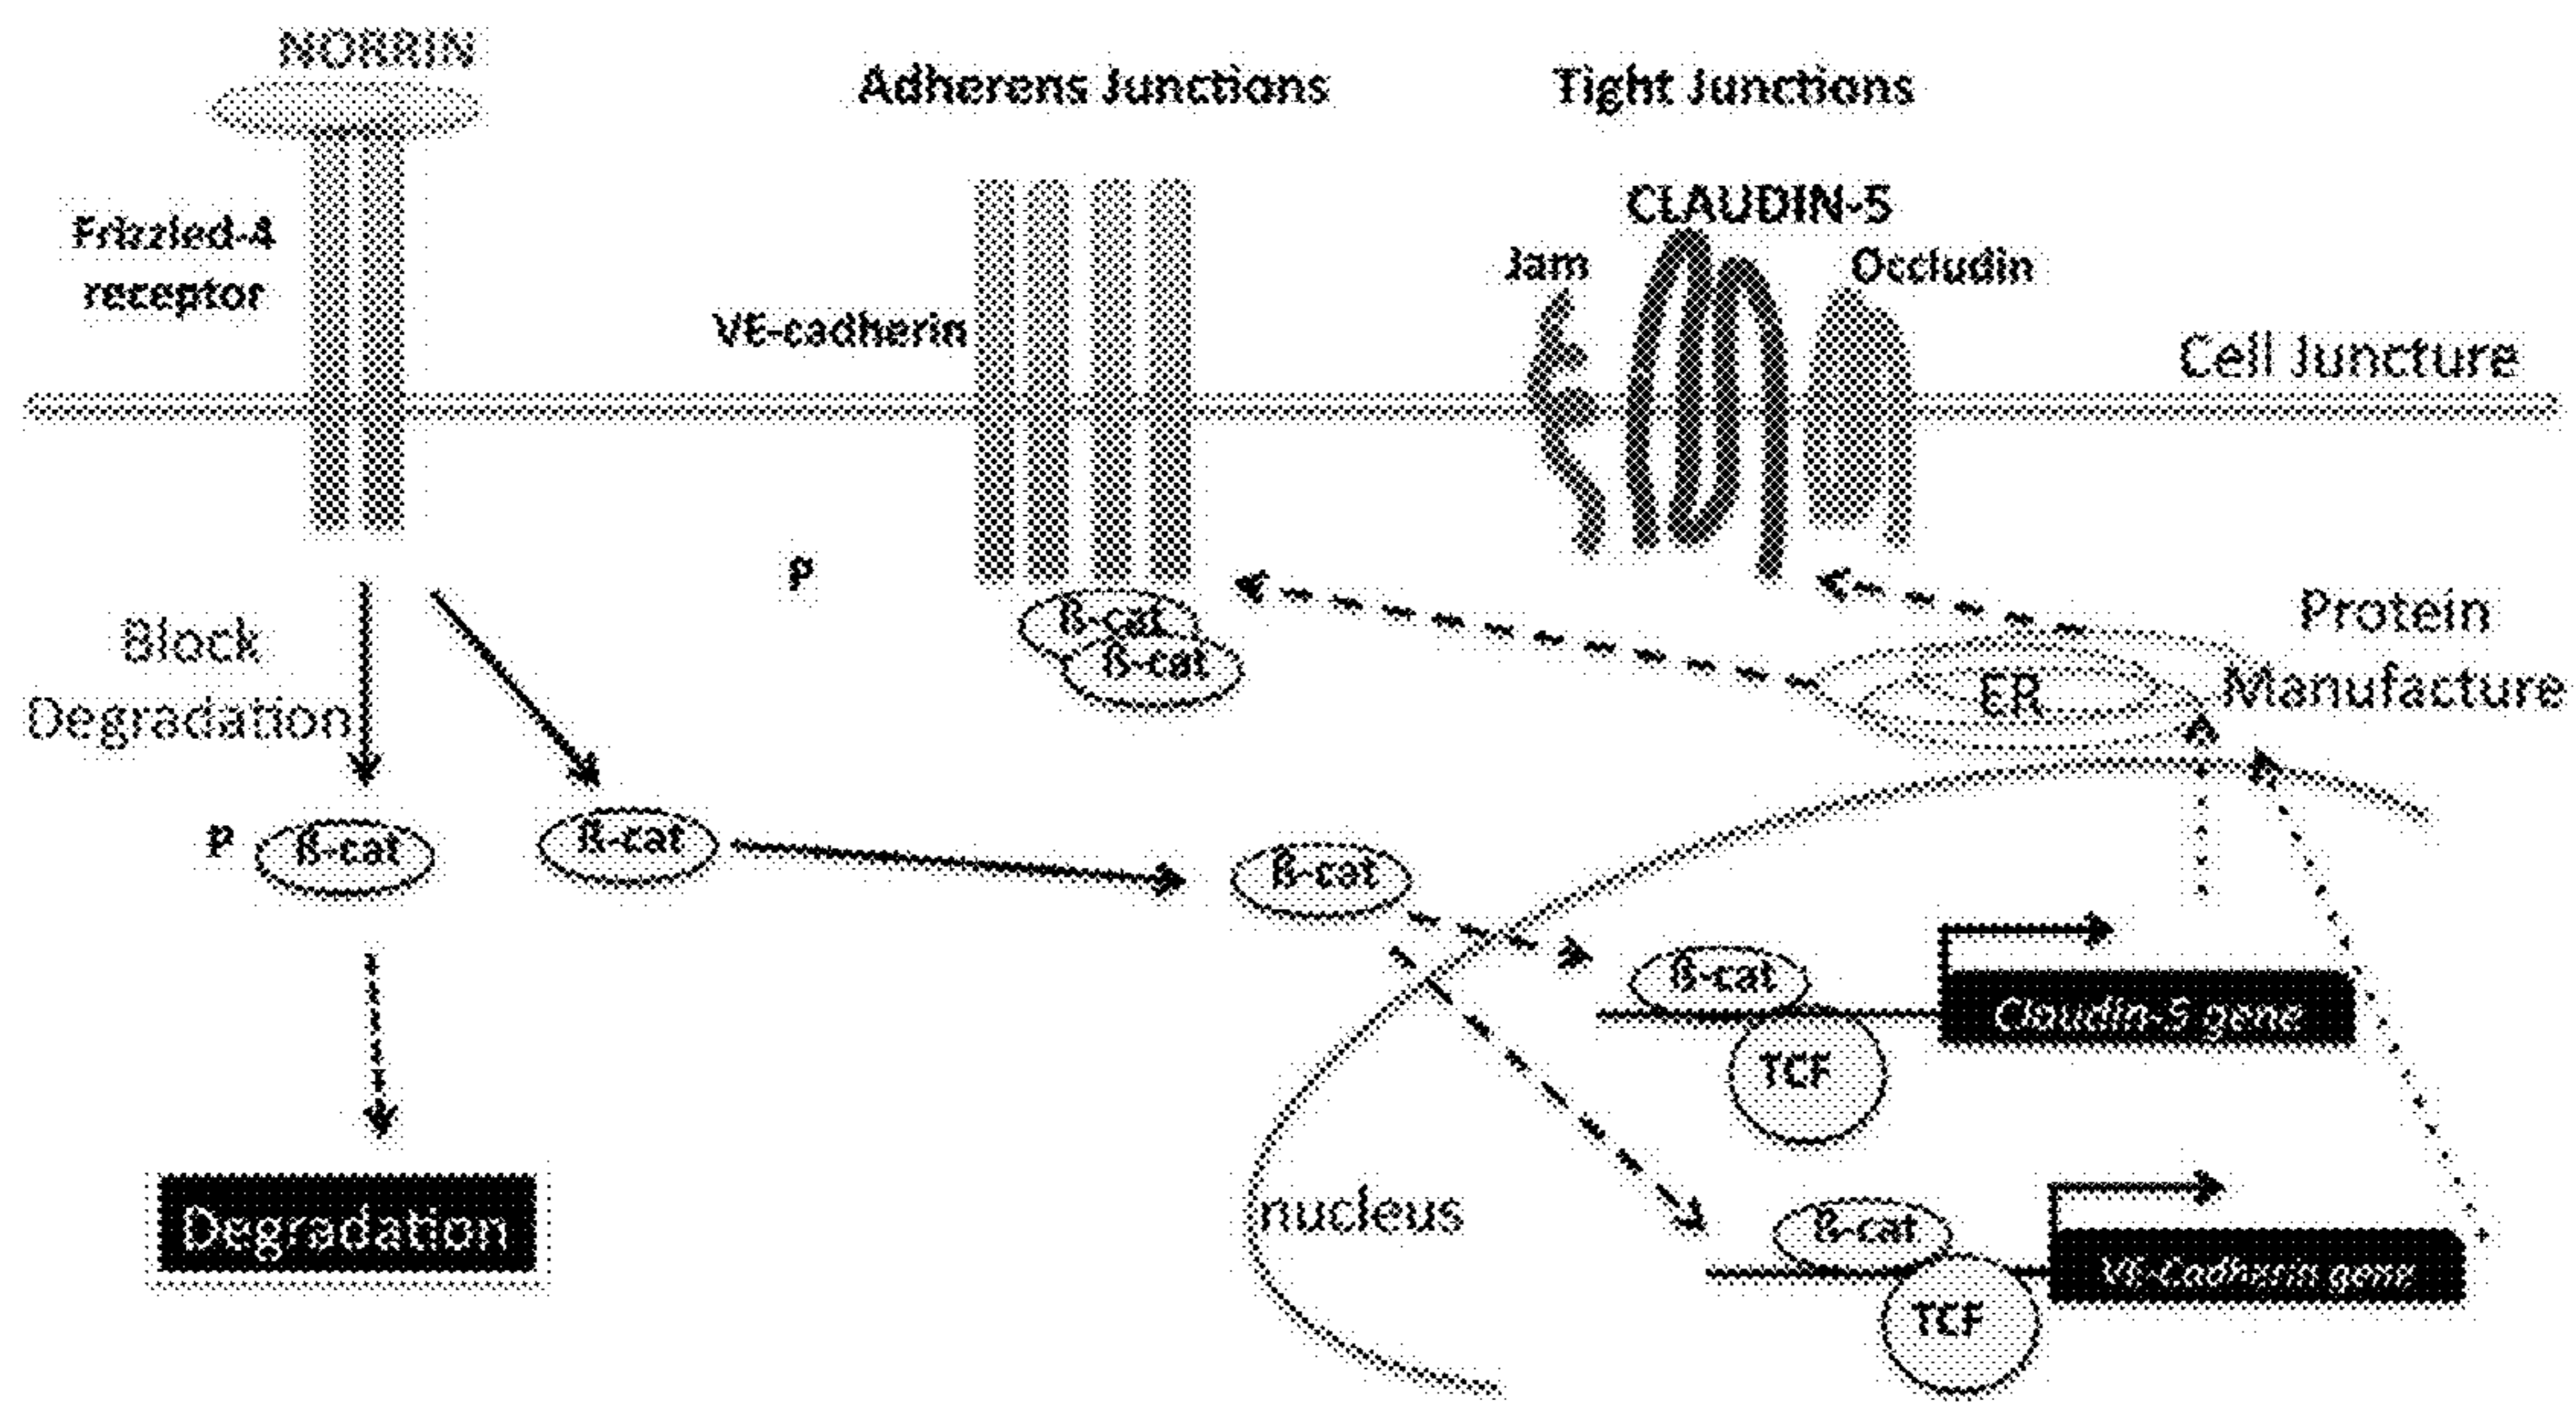 NORRIN
Adherens Junctions
Tight Junctions
CLAUDIN-5
Frizzled-4
receptor
Jam
Occludin
VE-cadherin
Cell Juncture
P
Block
Degradation
ß-cat
ß-cat
ER
Protein
Manufacture
P
ß-cat
ß-cat
ß-cat
ß-cat
Claudin-5 gene
TCF
Degradation
nucleus
ß-cat
VE-Cadherin gene
TCF